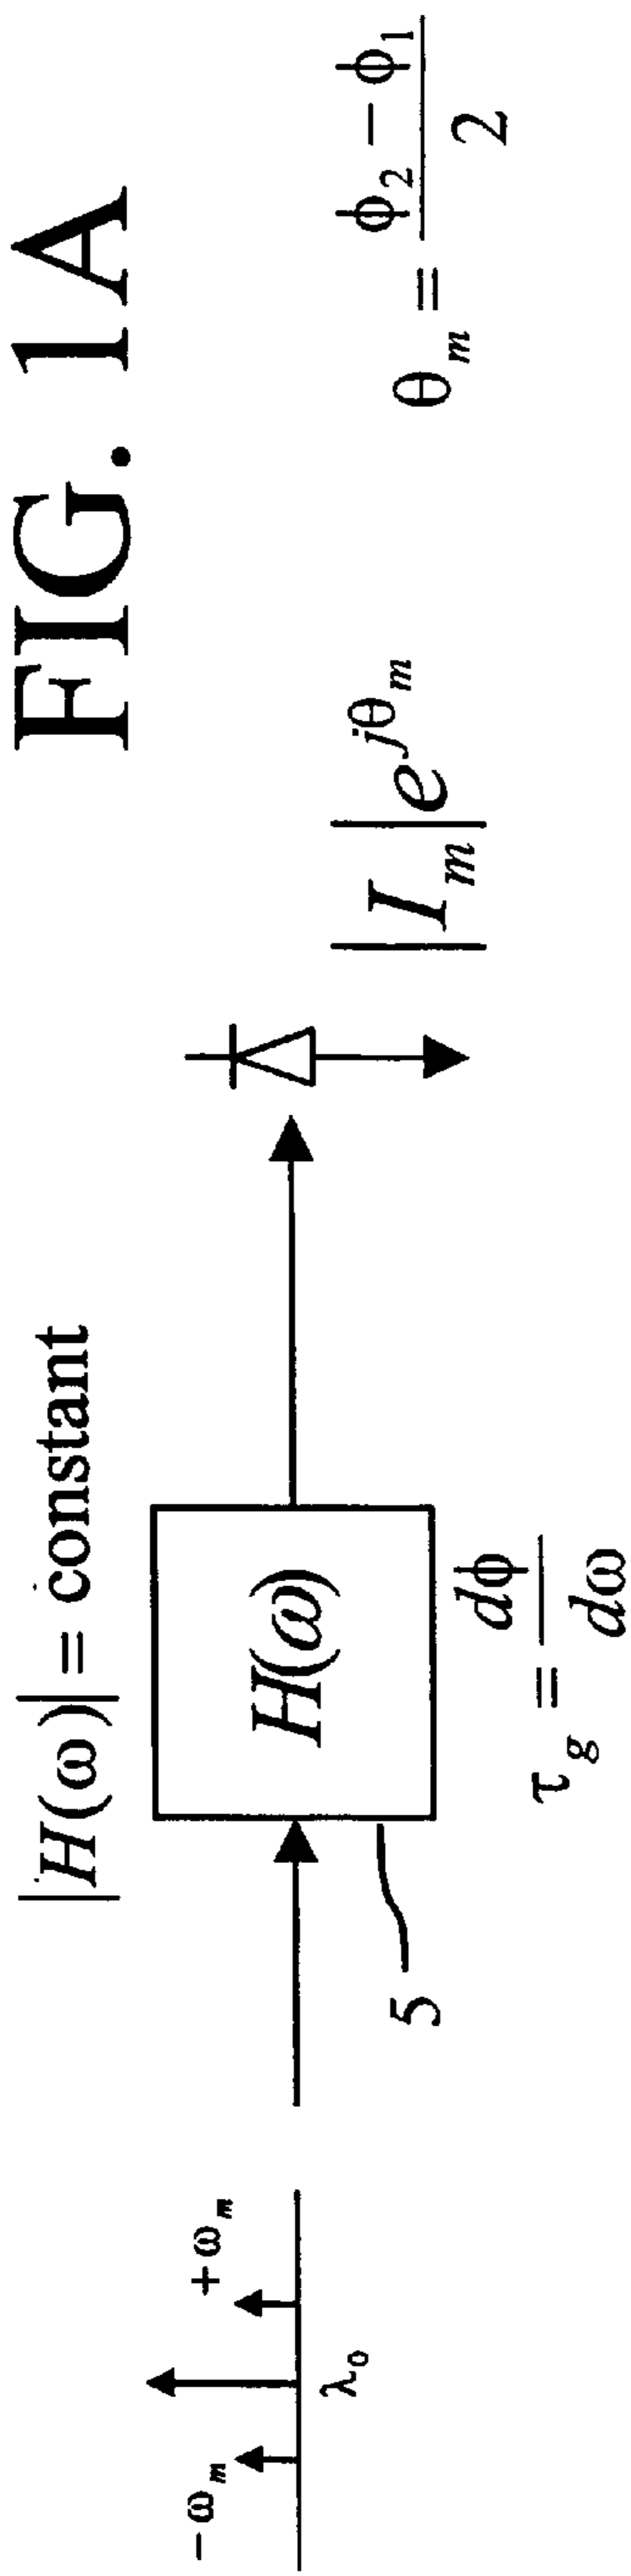 FIG. 1A
|H(ω)| = constant
−ω_m
+ω_m
λ_0
H(ω)
5
τ_g = dφ/dω
|I_m| e^{jθ_m}
θ_m = (φ_2 − φ_1)/2